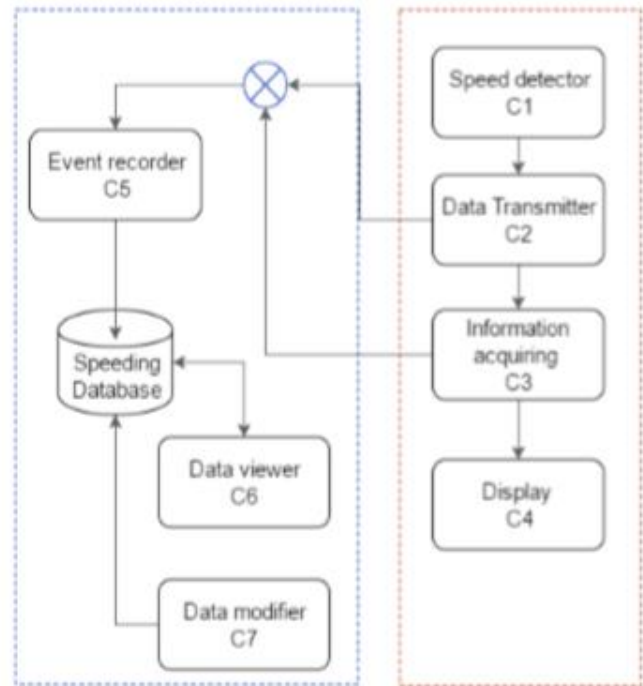 Speed detector
C1
Event recorder
C5
Data Transmitter
C2
Information
acquiring
C3
Speeding
Database
Data viewer
C6
Display
C4
Data modifier
C7